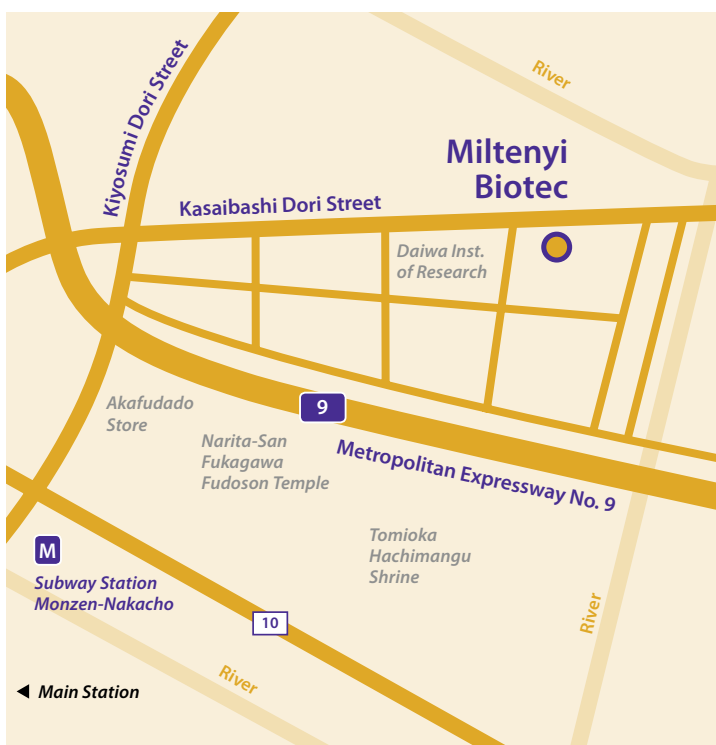 River
Kiyosumi Dori Street
Miltenyi
Biotec
Kasaibashi Dori Street
Daiwa Inst.
of Research
Akafudado
Store
9
Narita-San
Fukagawa
Fudoson Temple
Metropolitan Expressway No. 9
Tomioka
Hachimangu
Shrine
M
Subway Station
Monzen-Nakacho
10
River
River
Main Station